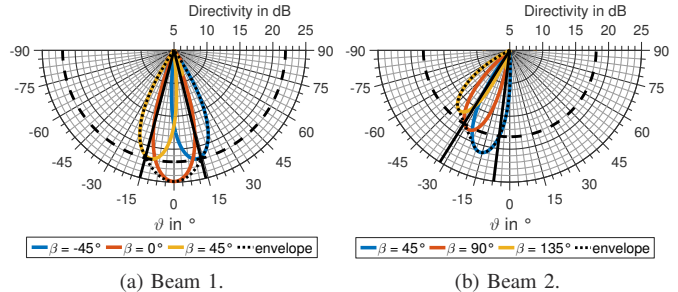 Directivity in dB
5 10 15 20 25
-90 90
-75 75
-60 60
-45 45
-30 30
-15 15
0
ϑ in °
β = -45° β = 0° β = 45° envelope
(a) Beam 1.
Directivity in dB
5 10 15 20 25
-90 90
-75 75
-60 60
-45 45
-30 30
-15 15
0
ϑ in °
β = 45° β = 90° β = 135° envelope
(b) Beam 2.